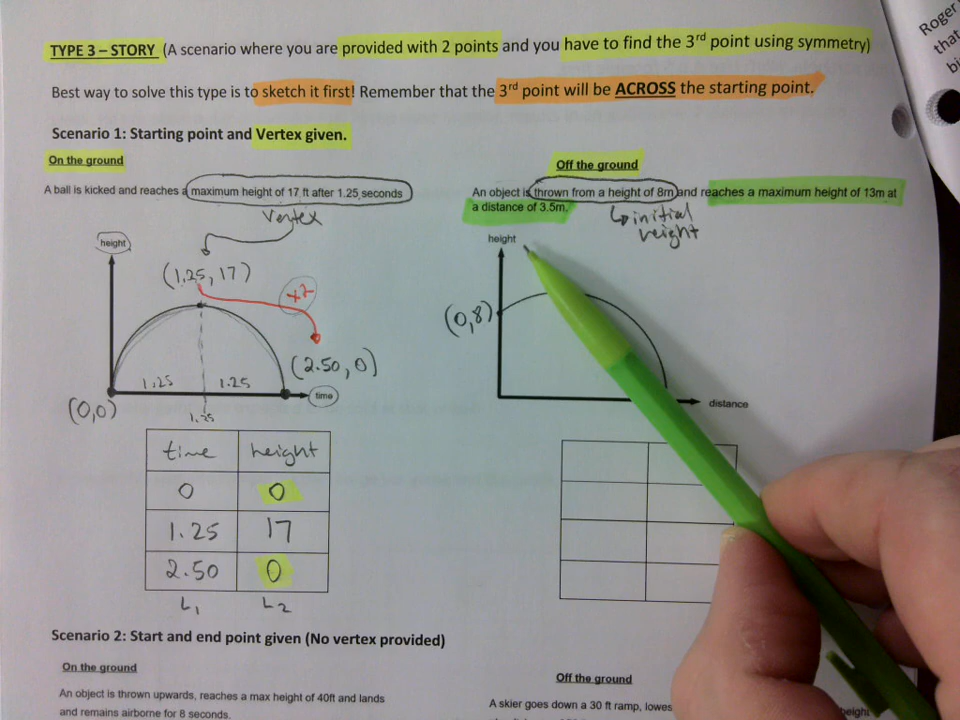 Roger
that
bi
TYPE 3 – STORY (A scenario where you are provided with 2 points and you have to find the 3rd point using symmetry)
Best way to solve this type is to sketch it first! Remember that the 3rd point will be ACROSS the starting point.
Scenario 1: Starting point and Vertex given.
On the ground
A ball is kicked and reaches a maximum height of 17 ft after 1.25 seconds
vertex
height
(1.25, 17)
x2
(2.50, 0)
1.25 1.25
time
(0,0)
1.25
time height
0 0
1.25 17
2.50 0
L1 L2
Off the ground
An object is thrown from a height of 8m and reaches a maximum height of 13m at
a distance of 3.5m.
↳ initial
height
height
(0,8)
distance
Scenario 2: Start and end point given (No vertex provided)
On the ground
An object is thrown upwards, reaches a max height of 40ft and lands
and remains airborne for 8 seconds.
Off the ground
A skier goes down a 30 ft ramp, lowes
height